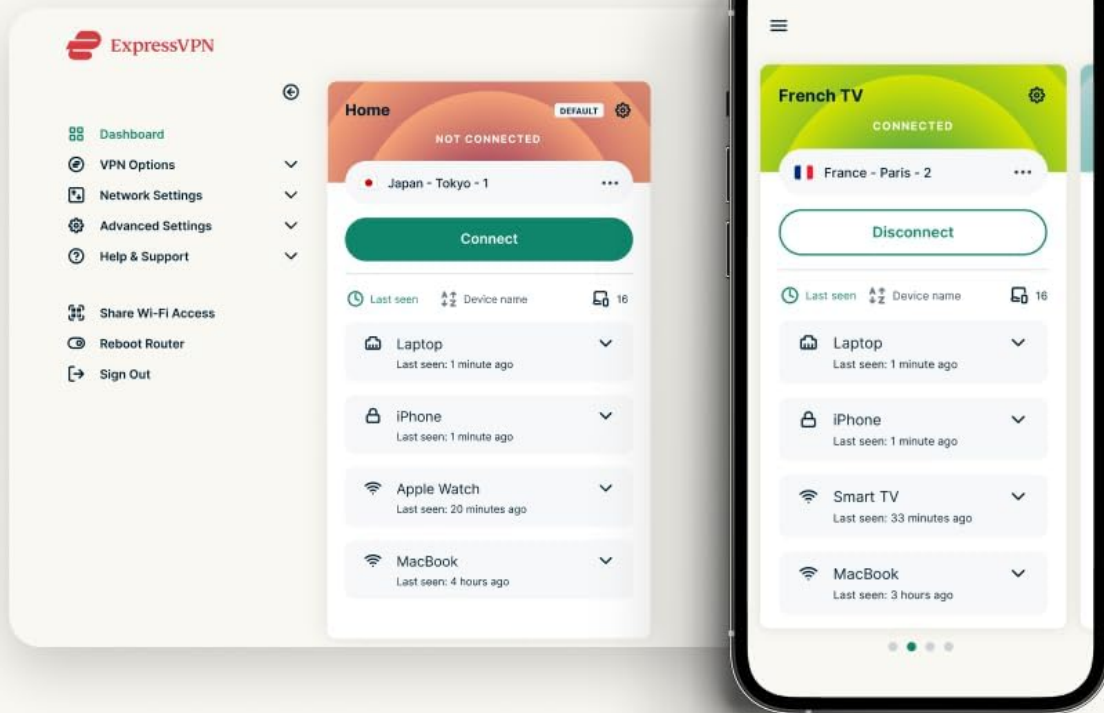 ExpressVPN
Dashboard
VPN Options
Network Settings
Advanced Settings
Help & Support
Share Wi-Fi Access
Reboot Router
Sign Out
Home
DEFAULT
NOT CONNECTED
Japan - Tokyo - 1
Connect
Last seen
A Z Device name
16
Laptop
Last seen: 1 minute ago
iPhone
Last seen: 1 minute ago
Apple Watch
Last seen: 20 minutes ago
MacBook
Last seen: 4 hours ago
French TV
CONNECTED
France - Paris - 2
Disconnect
Last seen
A Z Device name
16
Laptop
Last seen: 1 minute ago
iPhone
Last seen: 1 minute ago
Smart TV
Last seen: 33 minutes ago
MacBook
Last seen: 3 hours ago